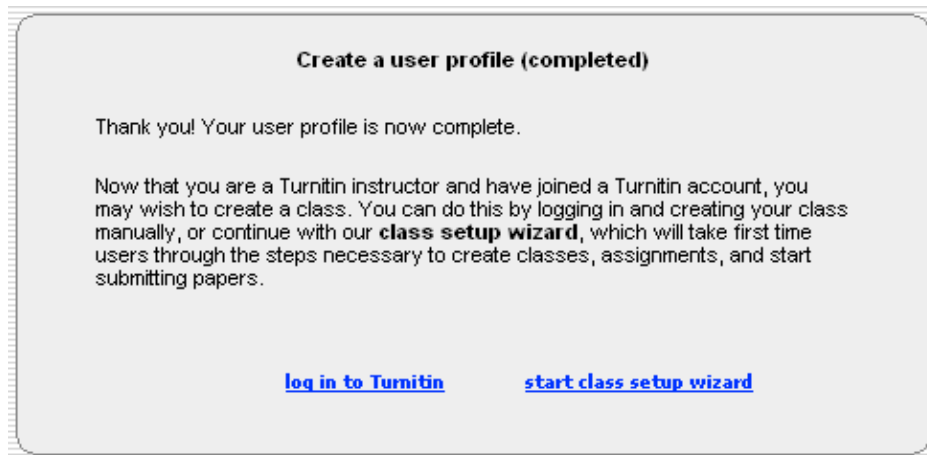 Create a user profile (completed)
Thank you! Your user profile is now complete.
Now that you are a Turnitin instructor and have joined a Turnitin account, you
may wish to create a class. You can do this by logging in and creating your class
manually, or continue with our class setup wizard, which will take first time
users through the steps necessary to create classes, assignments, and start
submitting papers.
log in to Turnitin start class setup wizard